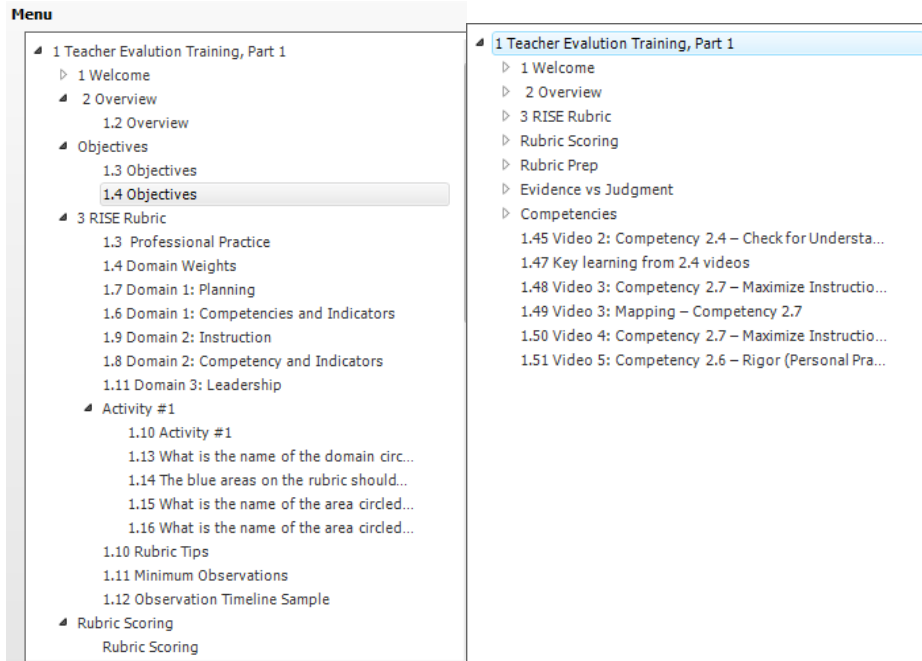 Menu
1 Teacher Evalution Training, Part 1
1 Welcome
2 Overview
1.2 Overview
Objectives
1.3 Objectives
1.4 Objectives
3 RISE Rubric
1.3 Professional Practice
1.4 Domain Weights
1.7 Domain 1: Planning
1.6 Domain 1: Competencies and Indicators
1.9 Domain 2: Instruction
1.8 Domain 2: Competency and Indicators
1.11 Domain 3: Leadership
Activity #1
1.10 Activity #1
1.13 What is the name of the domain circ...
1.14 The blue areas on the rubric should...
1.15 What is the name of the area circled...
1.16 What is the name of the area circled...
1.10 Rubric Tips
1.11 Minimum Observations
1.12 Observation Timeline Sample
Rubric Scoring
Rubric Scoring
1 Teacher Evalution Training, Part 1
1 Welcome
2 Overview
3 RISE Rubric
Rubric Scoring
Rubric Prep
Evidence vs Judgment
Competencies
1.45 Video 2: Competency 2.4 – Check for Understa...
1.47 Key learning from 2.4 videos
1.48 Video 3: Competency 2.7 – Maximize Instructio...
1.49 Video 3: Mapping – Competency 2.7
1.50 Video 4: Competency 2.7 – Maximize Instructio...
1.51 Video 5: Competency 2.6 – Rigor (Personal Pra...